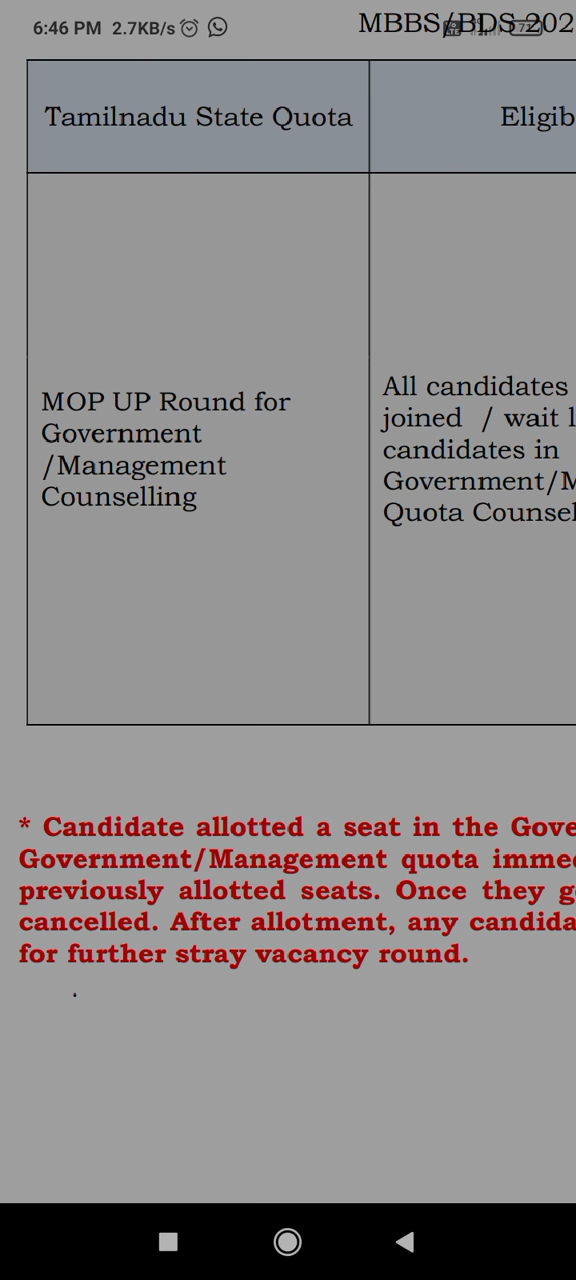 6:46 PM 2.7KB/s
MBBS/BDS 202
Tamilnadu State Quota
Eligib
MOP UP Round for
Government
/Management
Counselling
All candidates
joined / wait l
candidates in
Government/M
Quota Counsel
* Candidate allotted a seat in the Gove
Government/Management quota immed
previously allotted seats. Once they g
cancelled. After allotment, any candida
for further stray vacancy round.